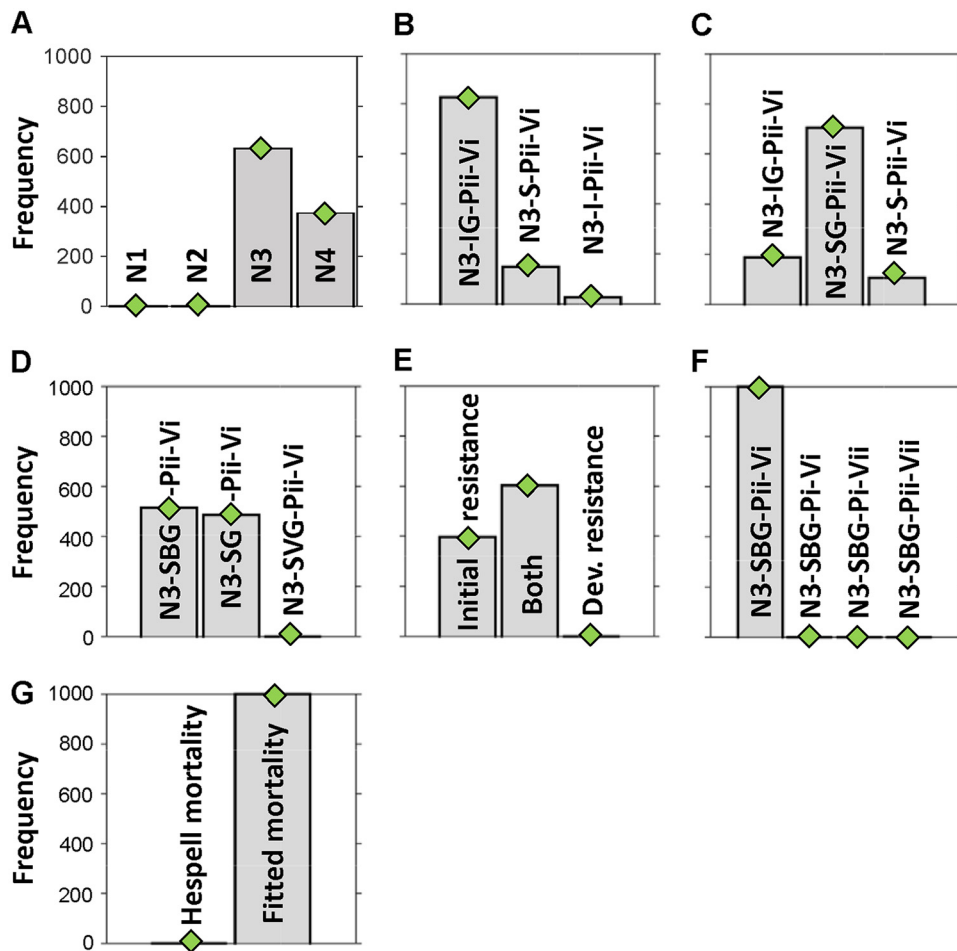 A
Frequency
1000
800
600
400
200
0
N1
N2
N3
N4
B
N3-IG-Pii-Vi
N3-S-Pii-Vi
N3-I-Pii-Vi
C
N3-IG-Pii-Vi
N3-SG-Pii-Vi
N3-S-Pii-Vi
D
Frequency
1000
800
600
400
200
0
N3-SBG-Pii-Vi
N3-SG-Pii-Vi
N3-SVG-Pii-Vi
E
Initial resistance
Both
Dev. resistance
F
N3-SBG-Pii-Vi
N3-SBG-Pi-Vi
N3-SBG-Pi-Vii
N3-SBG-Pii-Vii
G
Frequency
1000
800
600
400
200
0
Hespell mortality
Fitted mortality